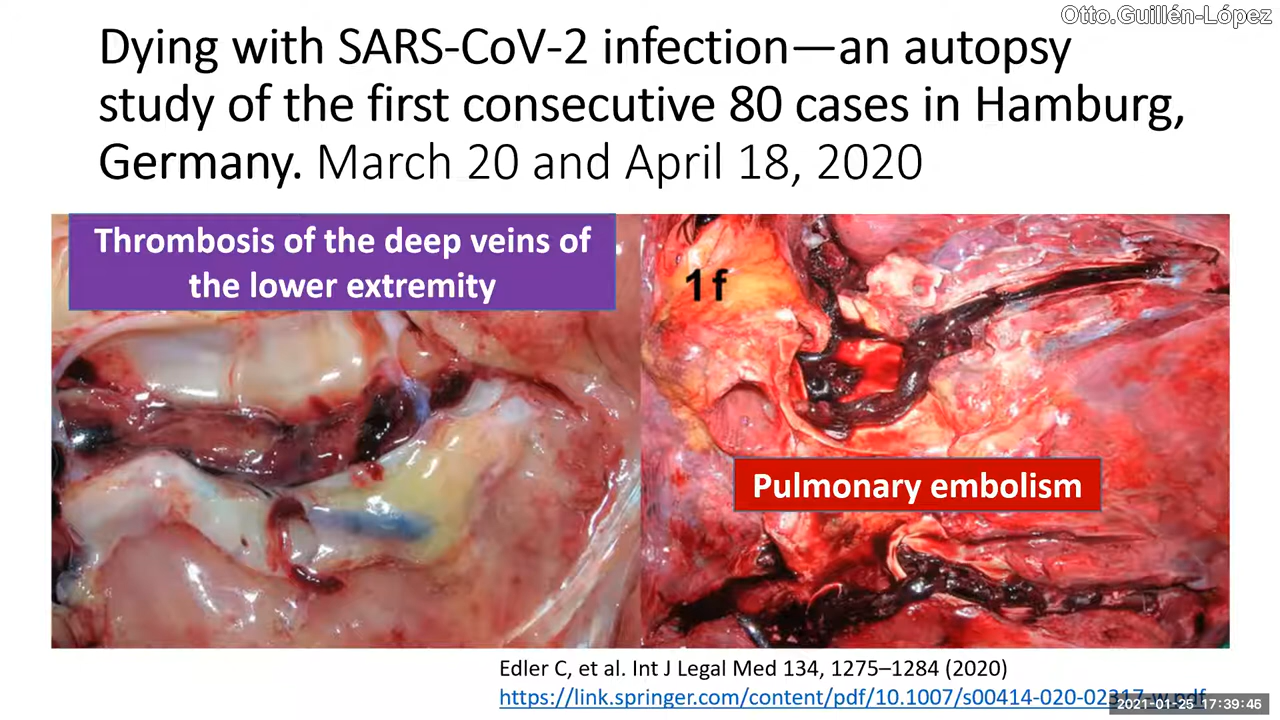 Otto.Guillén-López
Dying with SARS-CoV-2 infection—an autopsy
study of the first consecutive 80 cases in Hamburg,
Germany. March 20 and April 18, 2020
Thrombosis of the deep veins of
the lower extremity
1f
Pulmonary embolism
Edler C, et al. Int J Legal Med 134, 1275–1284 (2020)
https://link.springer.com/content/pdf/10.1007/s00414-020-02317-w.pdf
2021-01-25 17:39:46